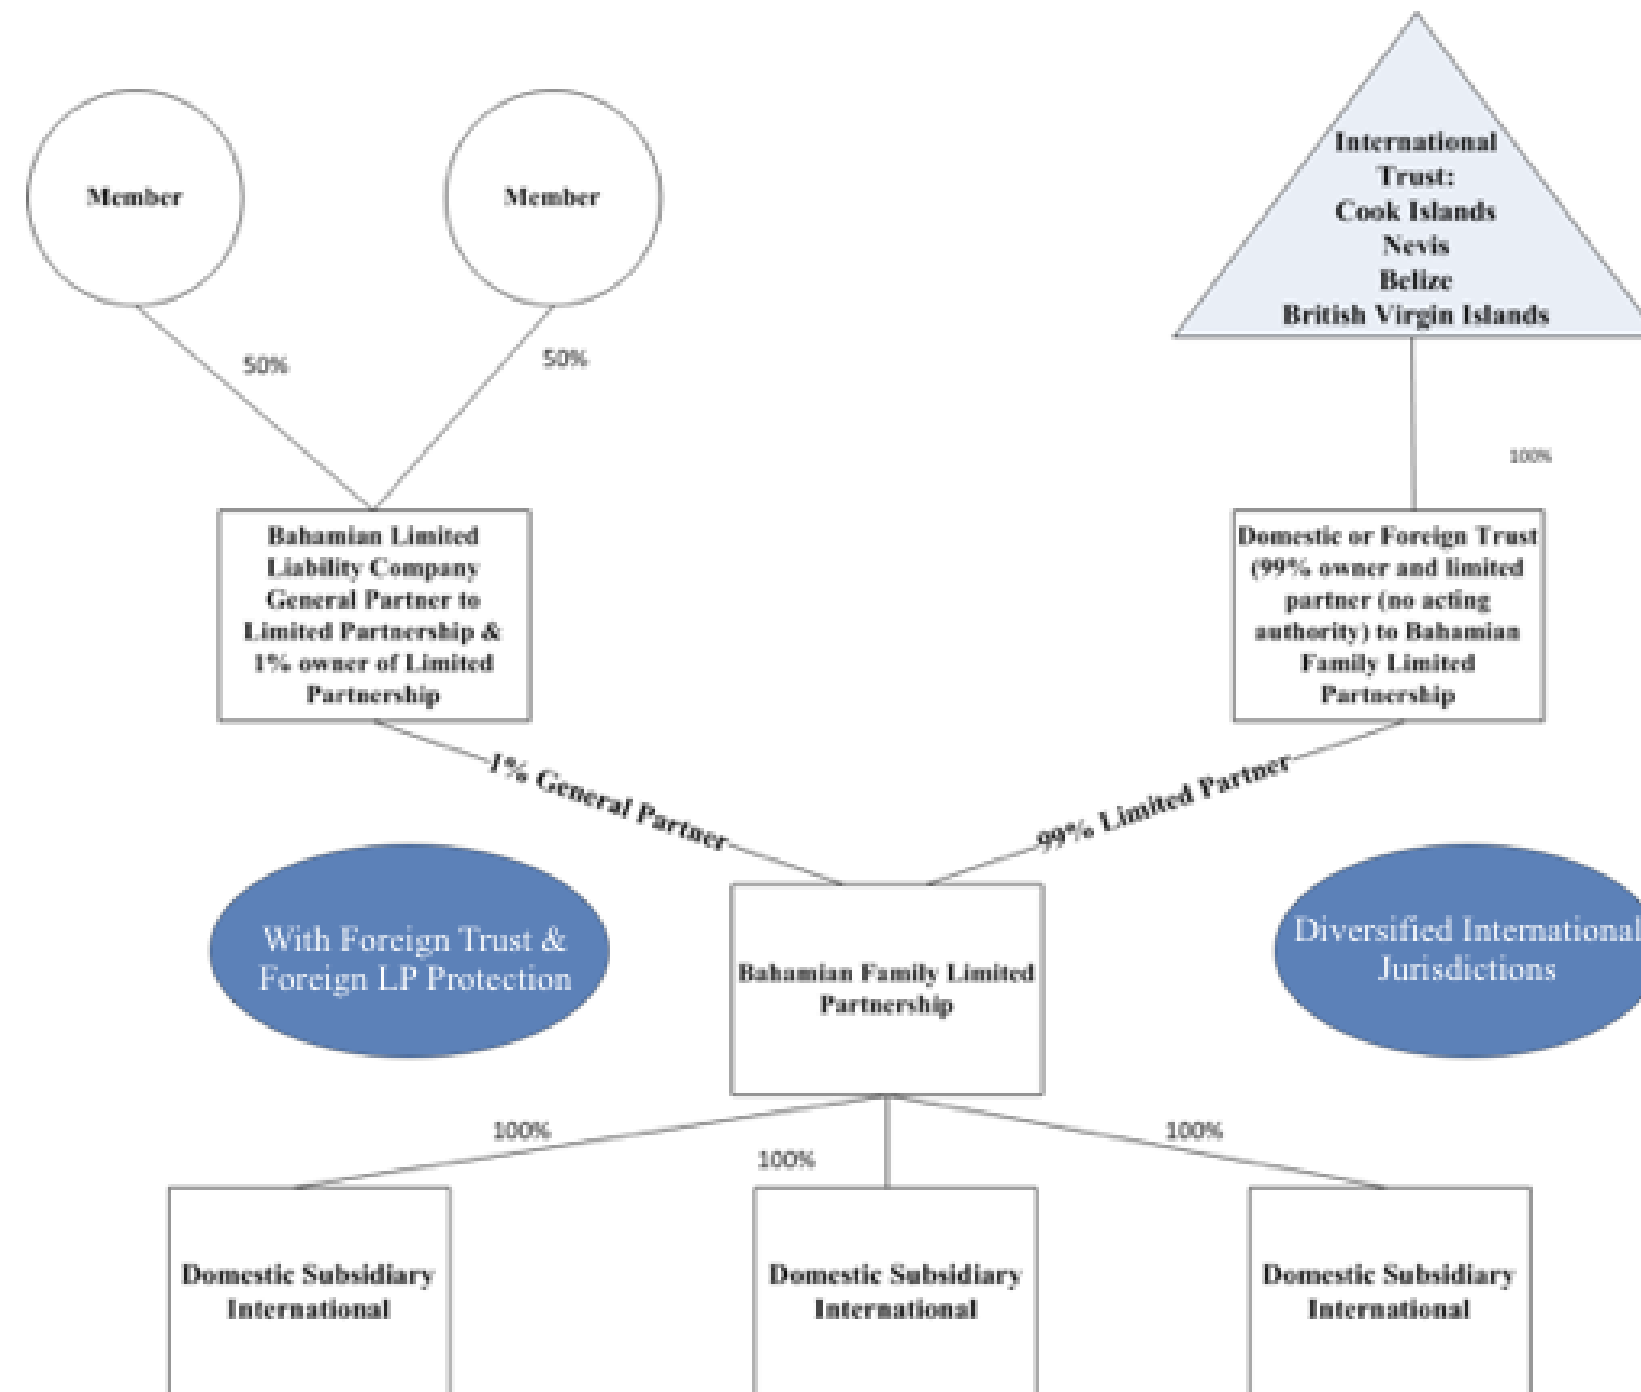 Member
Member
International
Trust:
Cook Islands
Nevis
Belize
British Virgin Islands
50%
50%
100%
Bahamian Limited
Liability Company
General Partner to
Limited Partnership &
1% owner of Limited
Partnership
Domestic or Foreign Trust
(99% owner and limited
partner (no acting
authority) to Bahamian
Family Limited
Partnership
1% General Partner
99% Limited Partner
With Foreign Trust &
Foreign LP Protection
Bahamian Family Limited
Partnership
Diversified International
Jurisdictions
100%
100%
100%
Domestic Subsidiary
International
Domestic Subsidiary
International
Domestic Subsidiary
International